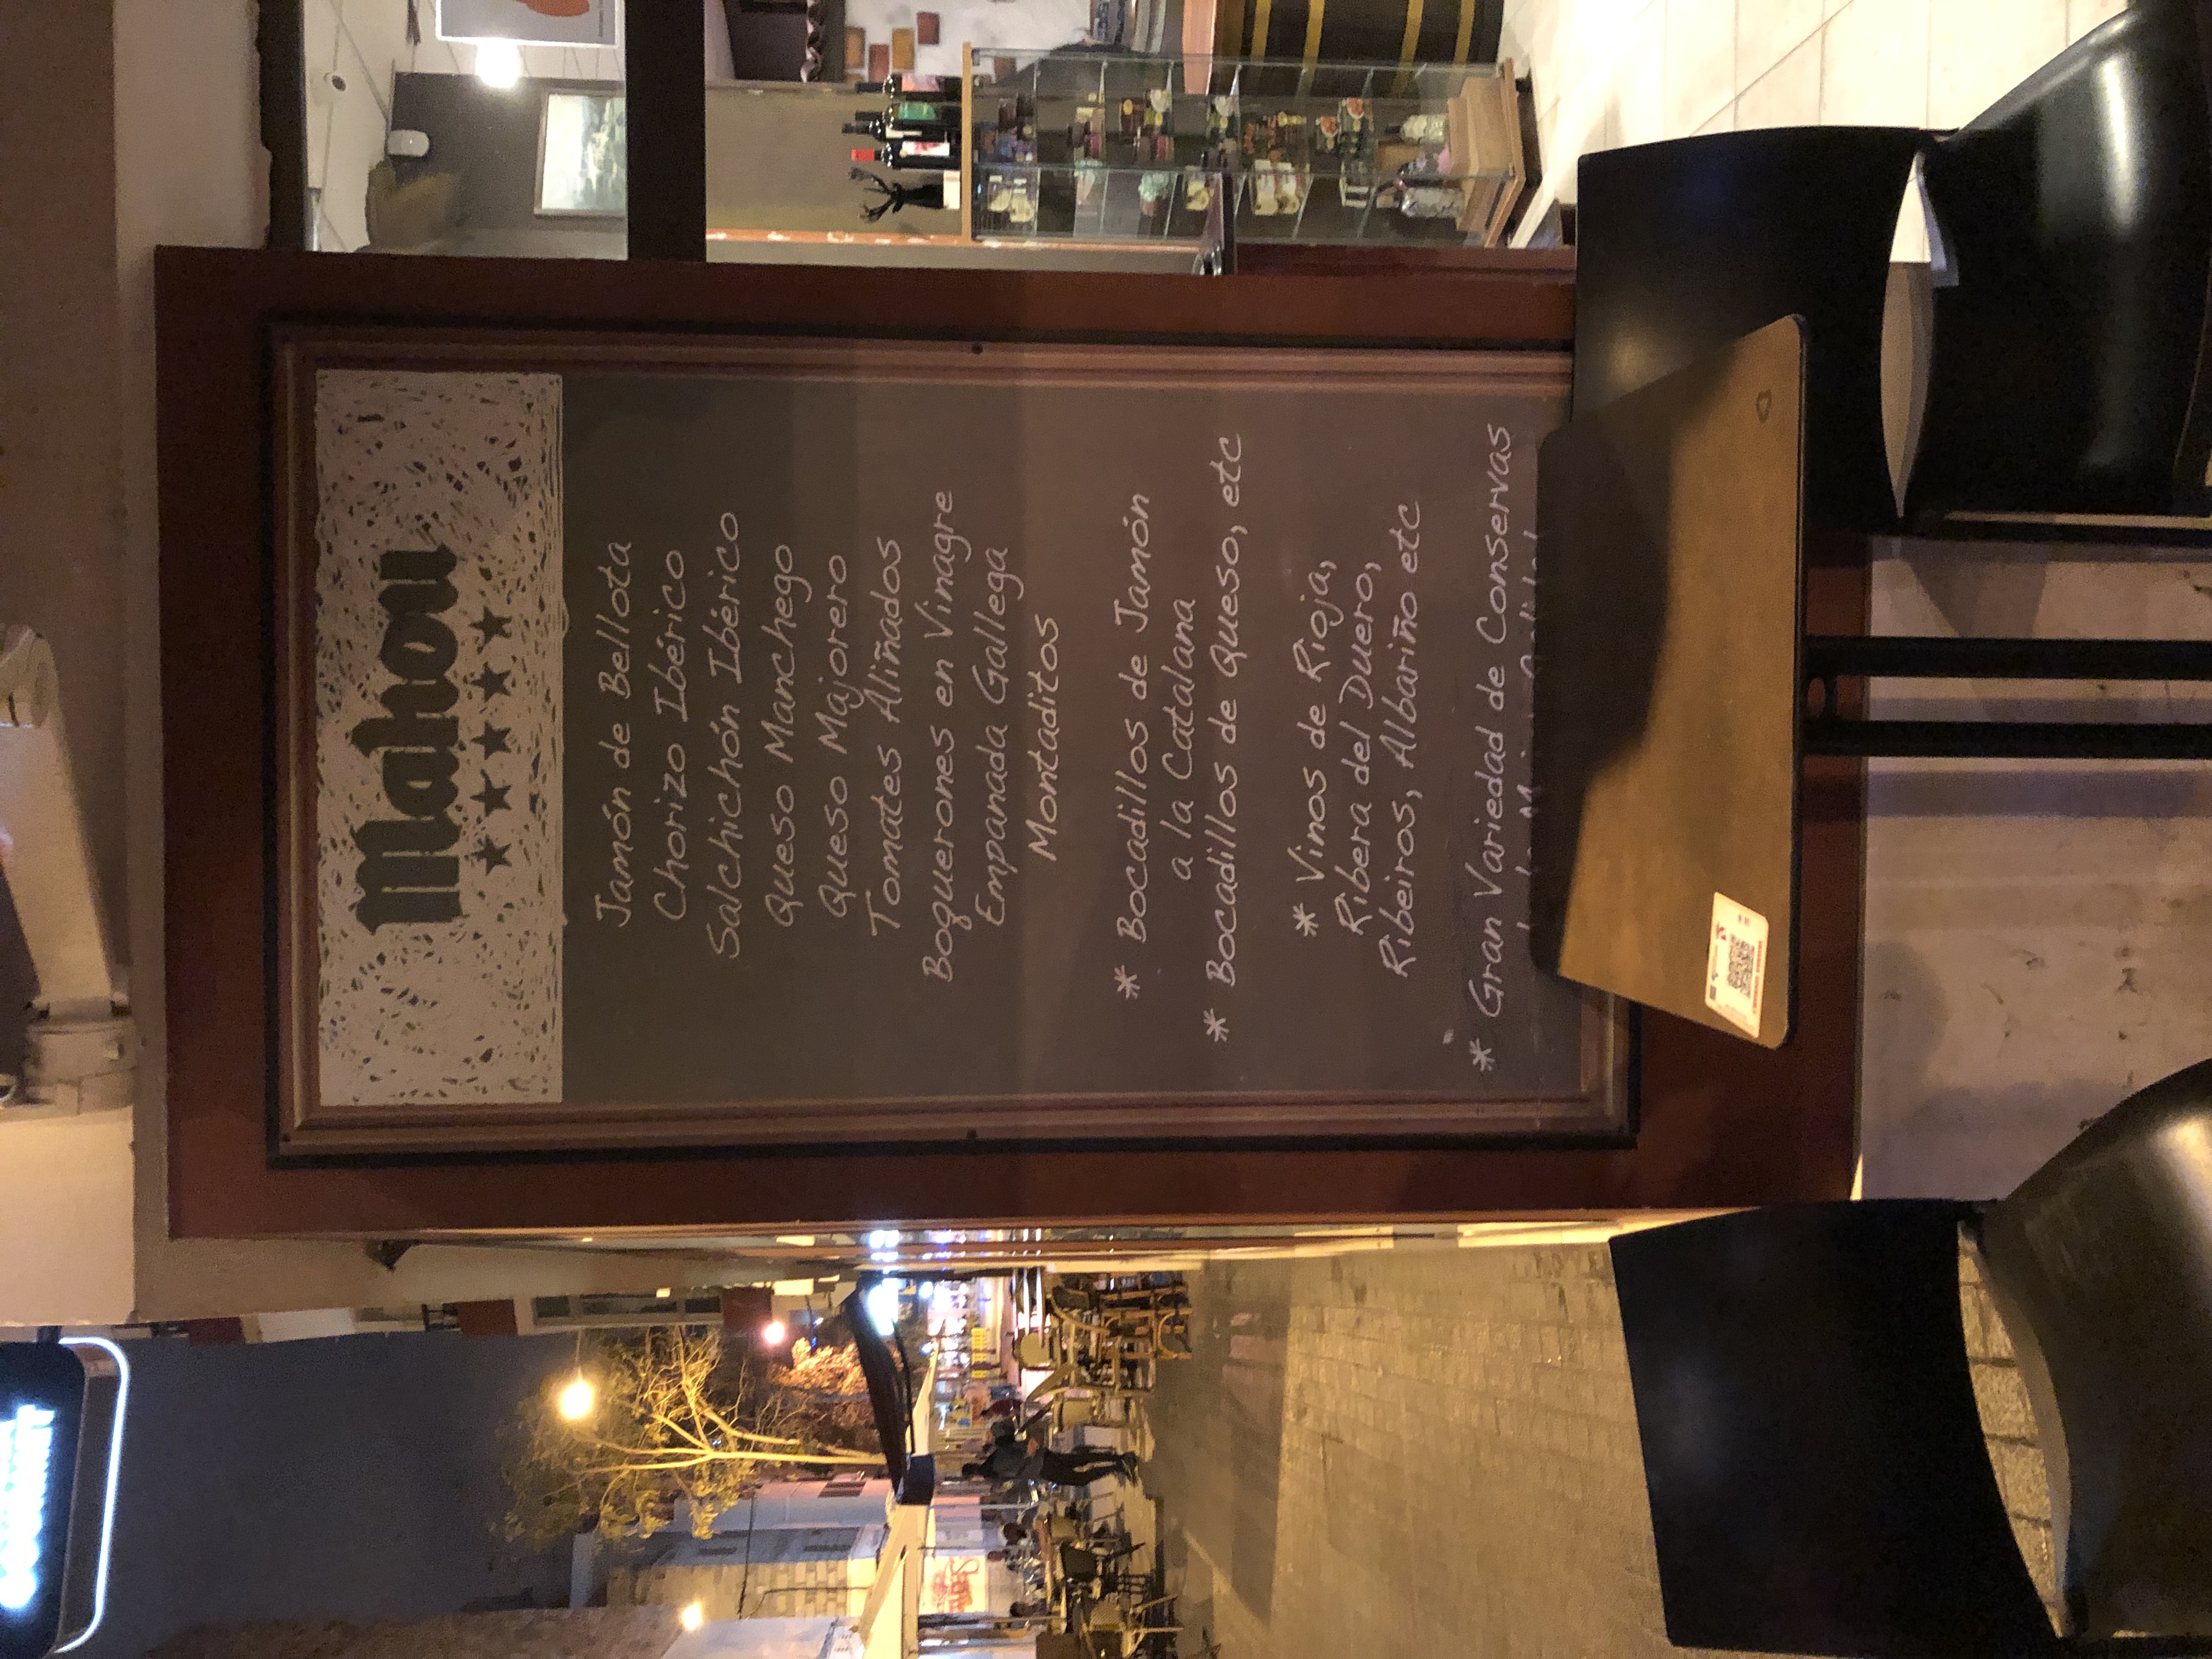 Mahou
Jamón de Bellota
Chorizo Ibérico
Salchichón Ibérico
Queso Manchego
Queso Majorero
Tomates Aliñados
Boquerones en Vinagre
Empanada Gallega
Montaditos
* Bocadillos de Jamón
a la Catalana
* Bocadillos de Queso, etc
* Vinos de Rioja,
Ribera del Duero,
Ribeiros, Albariño etc
* Gran Variedad de Conservas